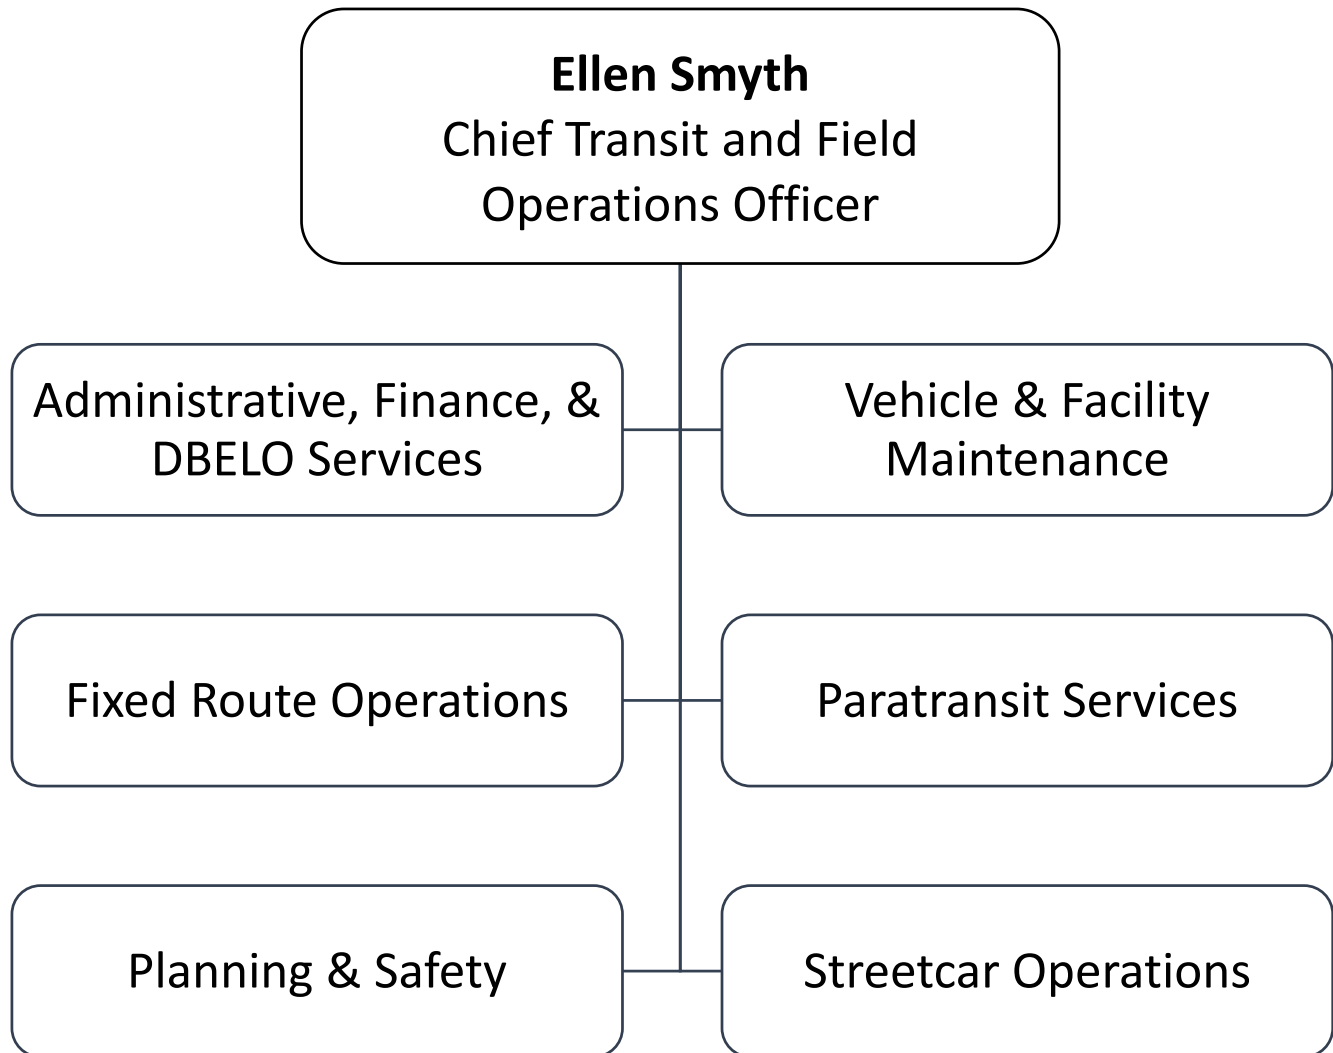 Ellen Smyth
Chief Transit and Field
Operations Officer
Administrative, Finance, &
DBELO Services
Vehicle & Facility
Maintenance
Fixed Route Operations
Paratransit Services
Planning & Safety
Streetcar Operations